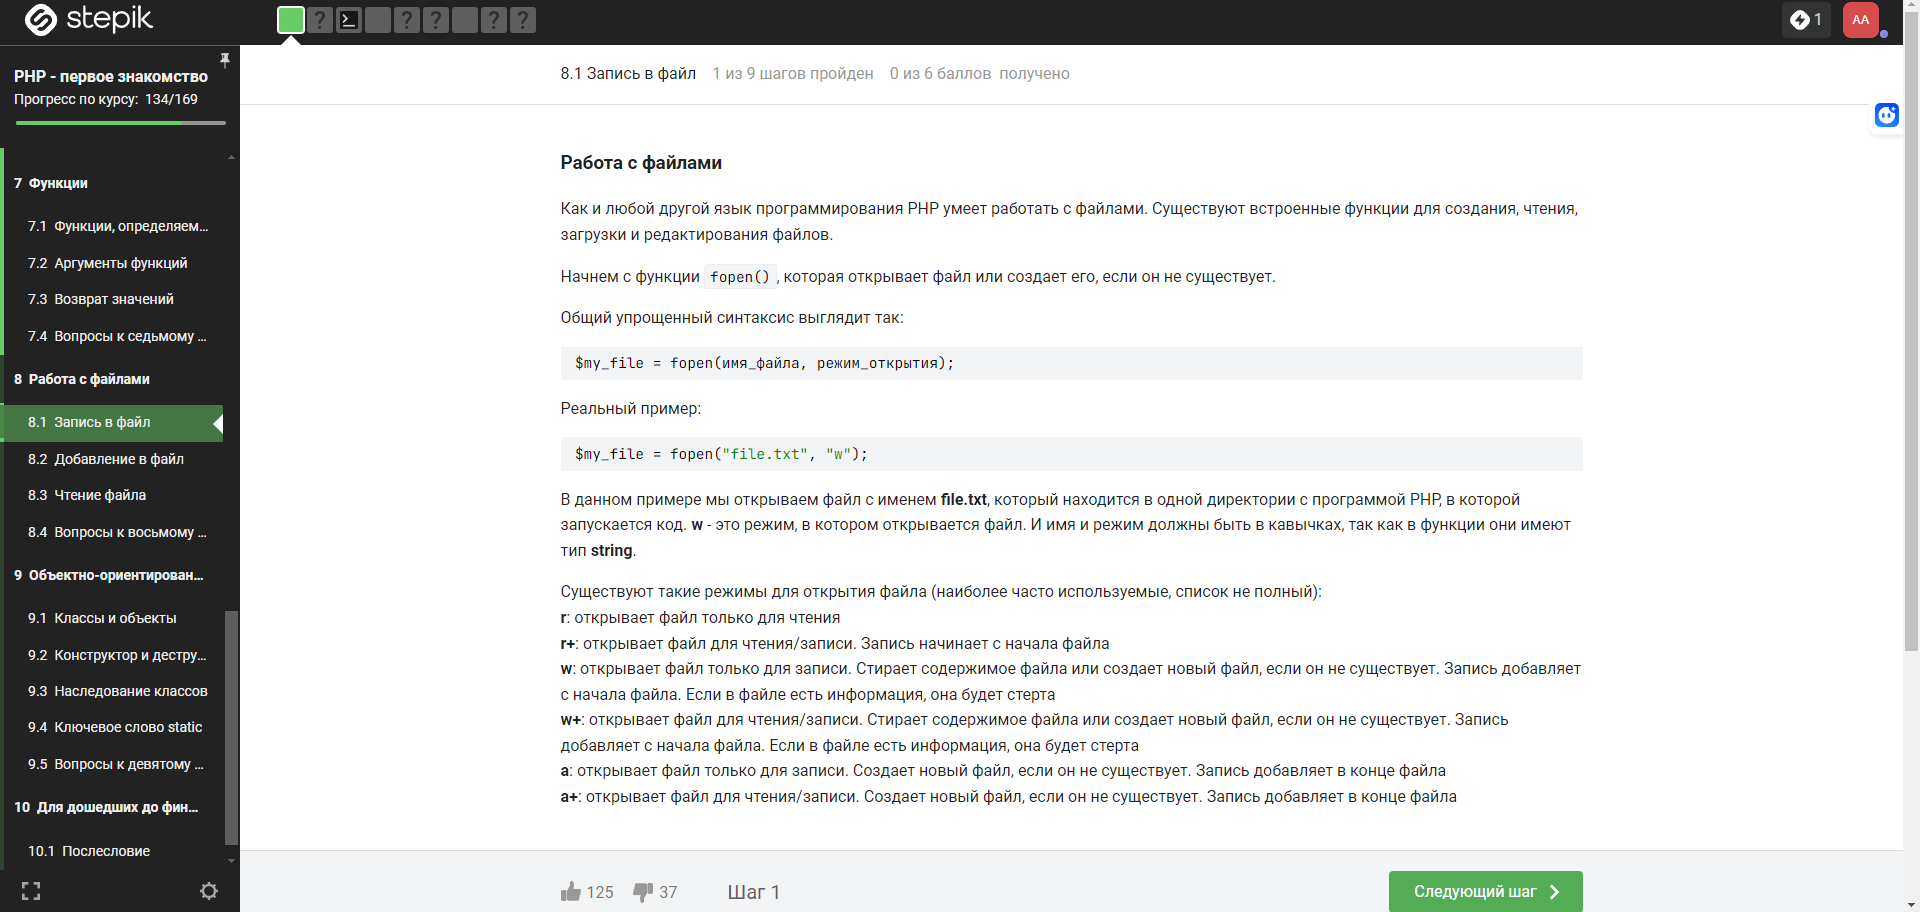 stepik
? ? ? ? ?
1
AA
PHP - первое знакомство
Прогресс по курсу: 134/169
7 Функции
7.1 Функции, определяем...
7.2 Аргументы функций
7.3 Возврат значений
7.4 Вопросы к седьмому ...
8 Работа с файлами
8.1 Запись в файл
8.2 Добавление в файл
8.3 Чтение файла
8.4 Вопросы к восьмому ...
9 Объектно-ориентирован...
9.1 Классы и объекты
9.2 Конструктор и дестру...
9.3 Наследование классов
9.4 Ключевое слово static
9.5 Вопросы к девятому ...
10 Для дошедших до фин...
10.1 Послесловие
8.1 Запись в файл 1 из 9 шагов пройден 0 из 6 баллов получено
Работа с файлами
Как и любой другой язык программирования PHP умеет работать с файлами. Существуют встроенные функции для создания, чтения,
загрузки и редактирования файлов.
Начнем с функции fopen(), которая открывает файл или создает его, если он не существует.
Общий упрощенный синтаксис выглядит так:
$my_file = fopen(имя_файла, режим_открытия);
Реальный пример:
$my_file = fopen("file.txt", "w");
В данном примере мы открываем файл с именем file.txt, который находится в одной директории с программой PHP, в которой
запускается код. w - это режим, в котором открывается файл. И имя и режим должны быть в кавычках, так как в функции они имеют
тип string.
Существуют такие режимы для открытия файла (наиболее часто используемые, список не полный):
r: открывает файл только для чтения
r+: открывает файл для чтения/записи. Запись начинает с начала файла
w: открывает файл только для записи. Стирает содержимое файла или создает новый файл, если он не существует. Запись добавляет
с начала файла. Если в файле есть информация, она будет стерта
w+: открывает файл для чтения/записи. Стирает содержимое файла или создает новый файл, если он не существует. Запись
добавляет с начала файла. Если в файле есть информация, она будет стерта
a: открывает файл только для записи. Создает новый файл, если он не существует. Запись добавляет в конце файла
a+: открывает файл для чтения/записи. Создает новый файл, если он не существует. Запись добавляет в конце файла
125 37 Шаг 1 Следующий шаг